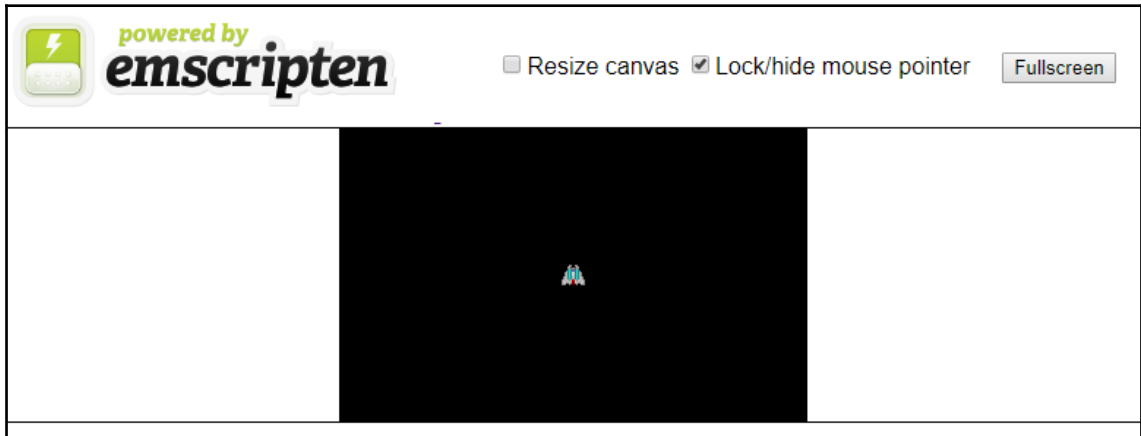 powered by
emscripten
Resize canvas Lock/hide mouse pointer Fullscreen